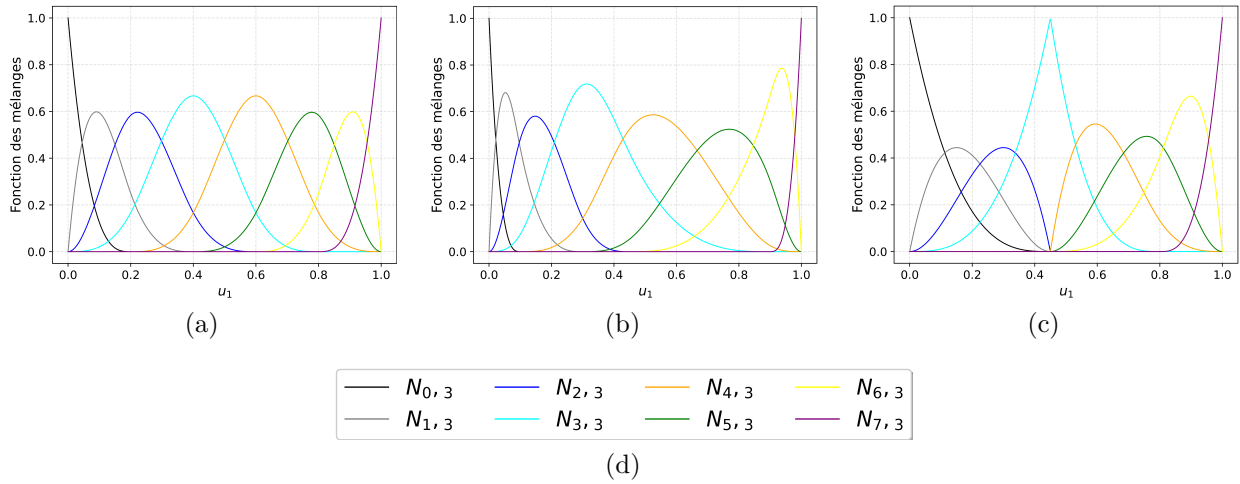 Fonction des mélanges
1.0
0.8
0.6
0.4
0.2
0.0
0.0 0.2 0.4 0.6 0.8 1.0
u₁
(a)
Fonction des mélanges
1.0
0.8
0.6
0.4
0.2
0.0
0.0 0.2 0.4 0.6 0.8 1.0
u₁
(b)
Fonction des mélanges
1.0
0.8
0.6
0.4
0.2
0.0
0.0 0.2 0.4 0.6 0.8 1.0
u₁
(c)
N₀,₃ N₂,₃ N₄,₃ N₆,₃
N₁,₃ N₃,₃ N₅,₃ N₇,₃
(d)